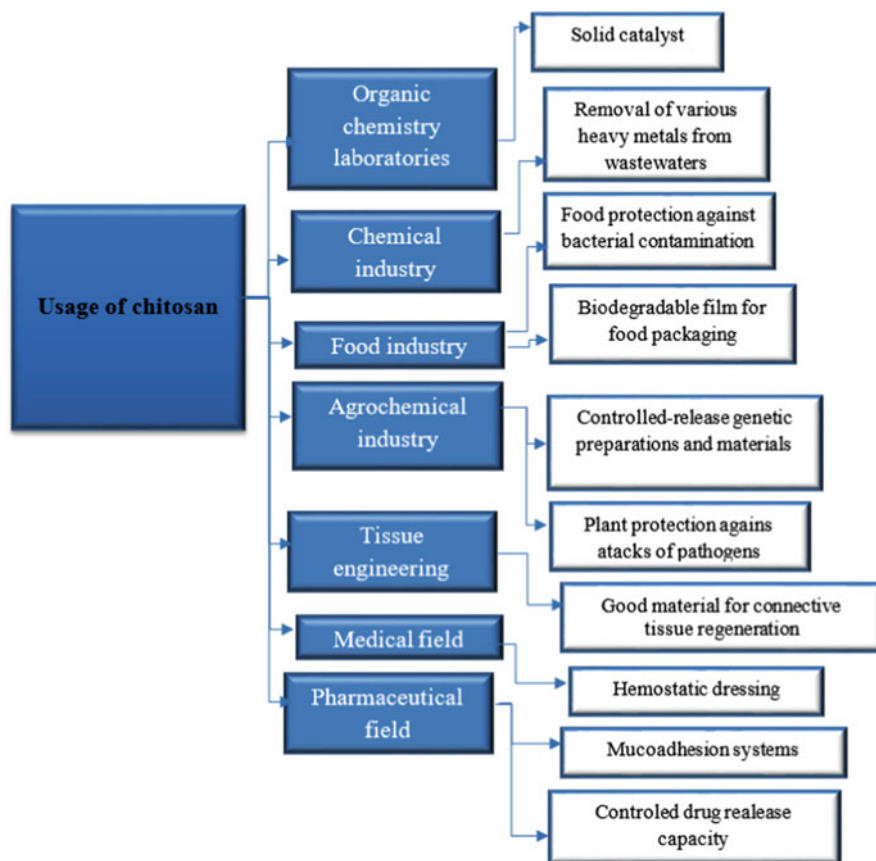 Usage of chitosan
Organic
chemistry
laboratories
Solid catalyst
Chemical
industry
Removal of various
heavy metals from
wastewaters
Food industry
Food protection against
bacterial contamination
Biodegradable film for
food packaging
Agrochemical
industry
Controlled-release genetic
preparations and materials
Plant protection agains
atacks of pathogens
Tissue
engineering
Good material for connective
tissue regeneration
Medical field
Hemostatic dressing
Pharmaceutical
field
Mucoadhesion systems
Controled drug realease
capacity